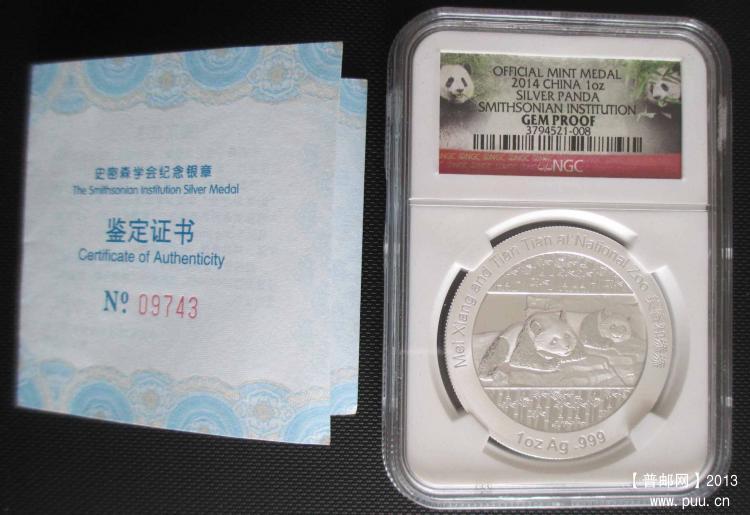 史密森学会纪念银章
The Smithsonian Institution Silver Medal
鉴定证书
Certificate of Authenticity
No. 09743
OFFICIAL MINT MEDAL
2014 CHINA 1oz
SILVER PANDA
SMITHSONIAN INSTITUTION
GEM PROOF
3794521-008
NGC
Mei Xiang and Tian Tian at National Zoo
1oz Ag .999
【普邮网】2013
www.puu.cn